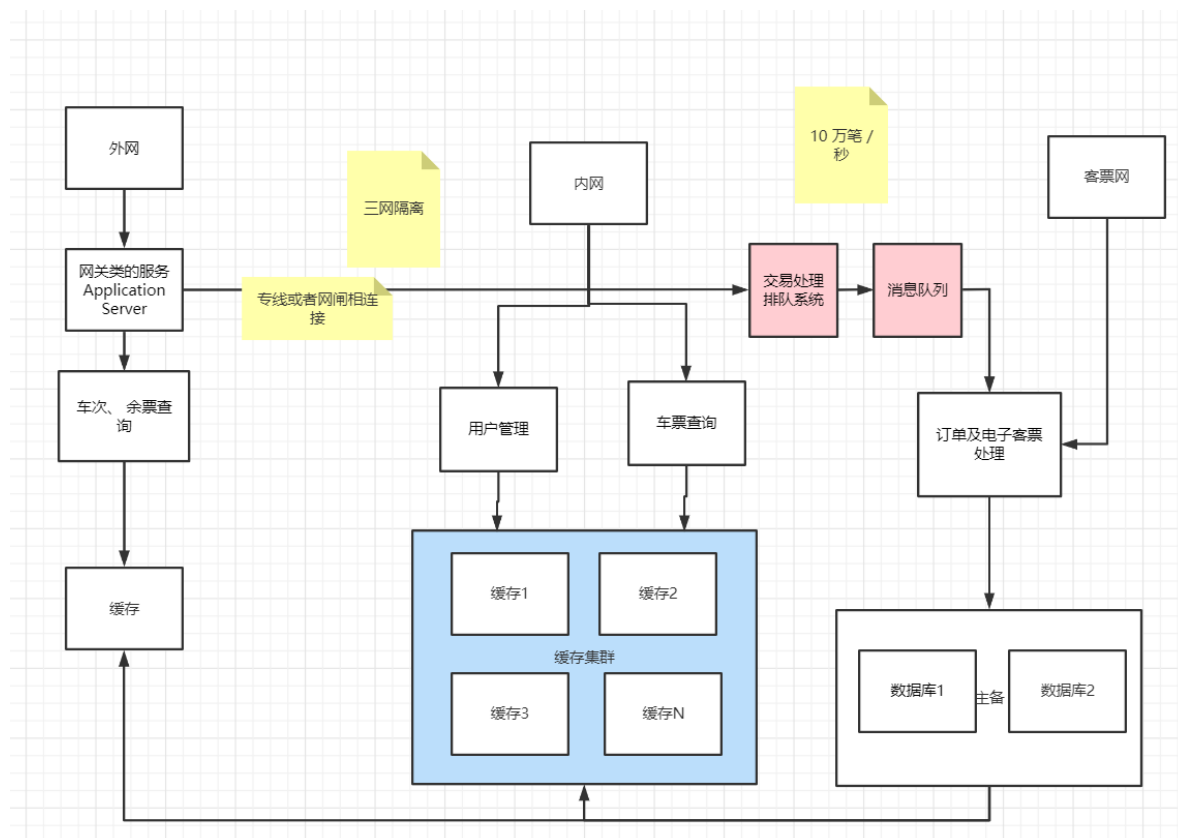 外网
三网隔离
内网
10 万笔 /
秒
客票网
网关类的服务
Application
Server
专线或者网闸相连
接
交易处理
排队系统
消息队列
车次、 余票查
询
用户管理
车票查询
订单及电子客票
处理
缓存
缓存1
缓存2
缓存集群
缓存3
缓存N
数据库1
主备
数据库2